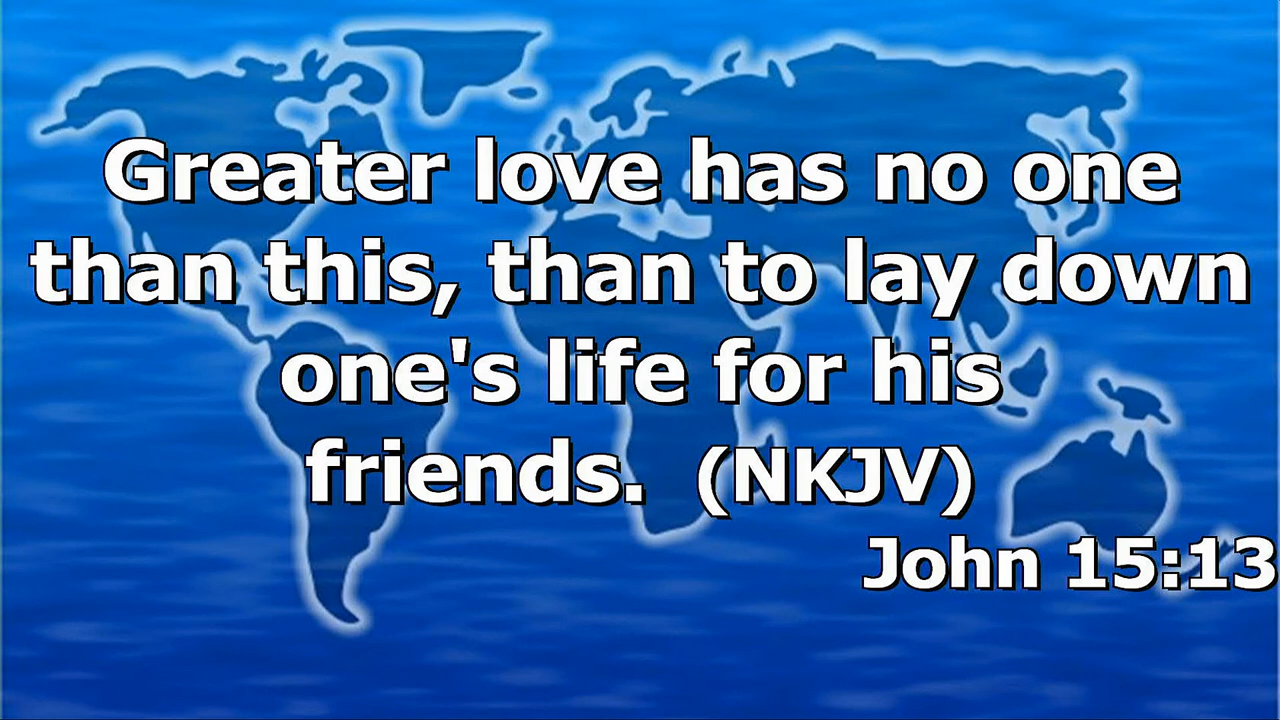 Greater love has no one
than this, than to lay down
one's life for his
friends. (NKJV)
John 15:13